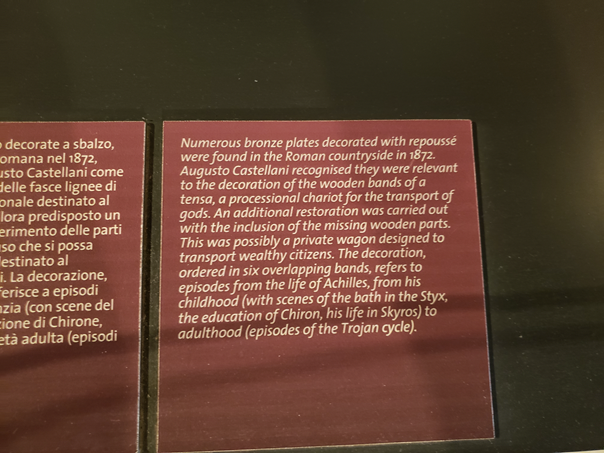 o decorate a sbalzo,
omana nel 1872,
usto Castellani come
delle fasce lignee di
onale destinato al
lora predisposto un
erimento delle parti
uso che si possa
destinato al
i. La decorazione,
ferisce a episodi
nzia (con scene del
zione di Chirone,
età adulta (episodi
Numerous bronze plates decorated with repoussé
were found in the Roman countryside in 1872.
Augusto Castellani recognised they were relevant
to the decoration of the wooden bands of a
tensa, a processional chariot for the transport of
gods. An additional restoration was carried out
with the inclusion of the missing wooden parts.
This was possibly a private wagon designed to
transport wealthy citizens. The decoration,
ordered in six overlapping bands, refers to
episodes from the life of Achilles, from his
childhood (with scenes of the bath in the Styx,
the education of Chiron, his life in Skyros) to
adulthood (episodes of the Trojan cycle).